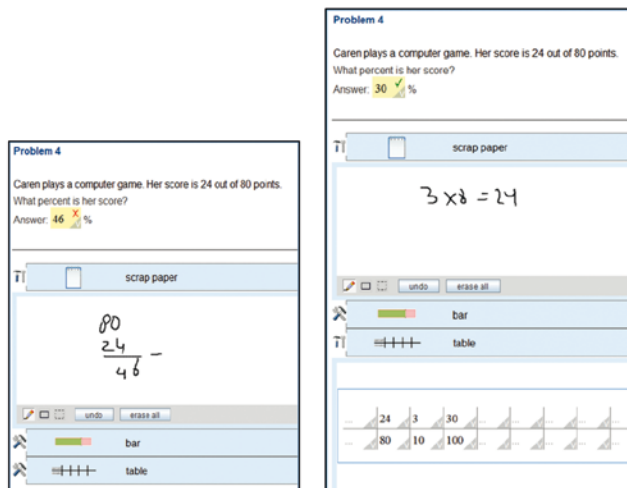 Problem 4
Caren plays a computer game. Her score is 24 out of 80 points.
What percent is her score?
Answer: 46 x %
scrap paper
80
24 –
46
undo erase all
bar
table
Problem 4
Caren plays a computer game. Her score is 24 out of 80 points.
What percent is her score?
Answer: 30 ✓ %
scrap paper
3 x 8 = 24
undo erase all
bar
table
... 24 3 30 ... ... ... ...
... 80 10 100 ... ... ... ...